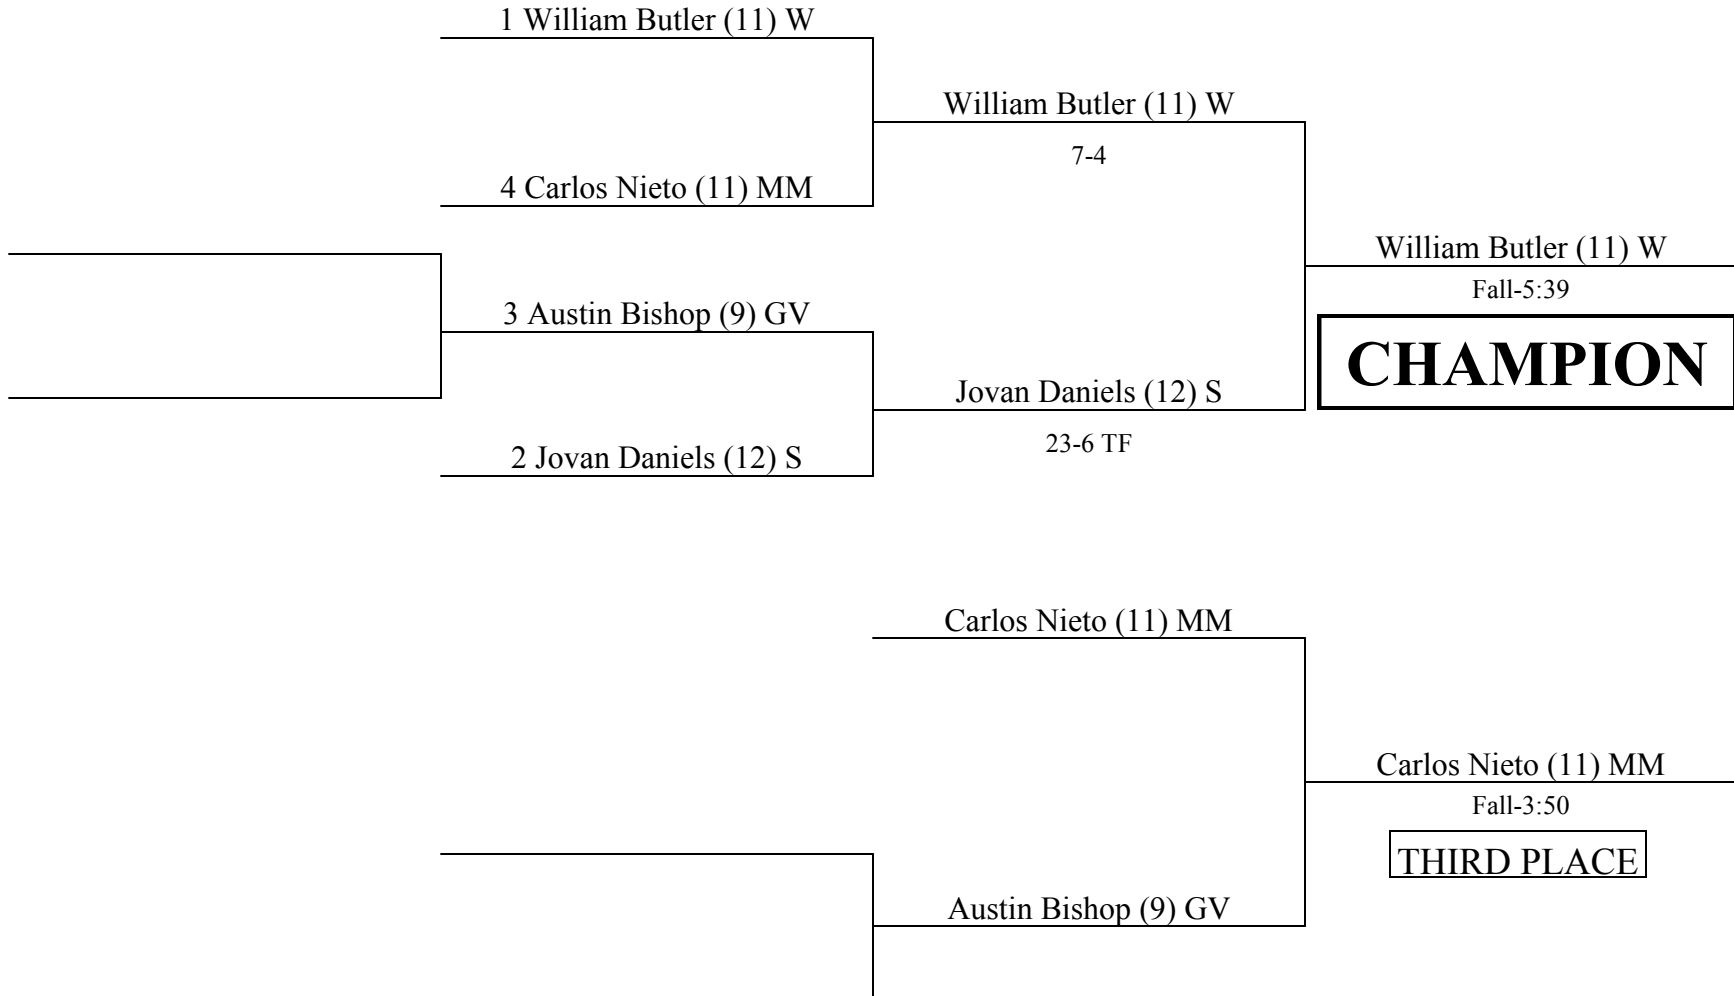 1 William Butler (11) W
William Butler (11) W
7-4
4 Carlos Nieto (11) MM
William Butler (11) W
Fall-5:39
3 Austin Bishop (9) GV
CHAMPION
Jovan Daniels (12) S
23-6 TF
2 Jovan Daniels (12) S
Carlos Nieto (11) MM
Carlos Nieto (11) MM
Fall-3:50
THIRD PLACE
Austin Bishop (9) GV